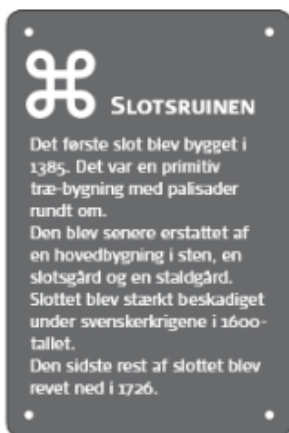 SLOTSRUINEN
Det første slot blev bygget i
1385. Det var en primitiv
træ-bygning med palisader
rundt om.
Den blev senere erstattet af
en hovedbygning i sten, en
slotsgård og en staldgård.
Slottet blev stærkt beskadiget
under svenskerkrigene i 1600-
tallet.
Den sidste rest af slottet blev
revet ned i 1726.